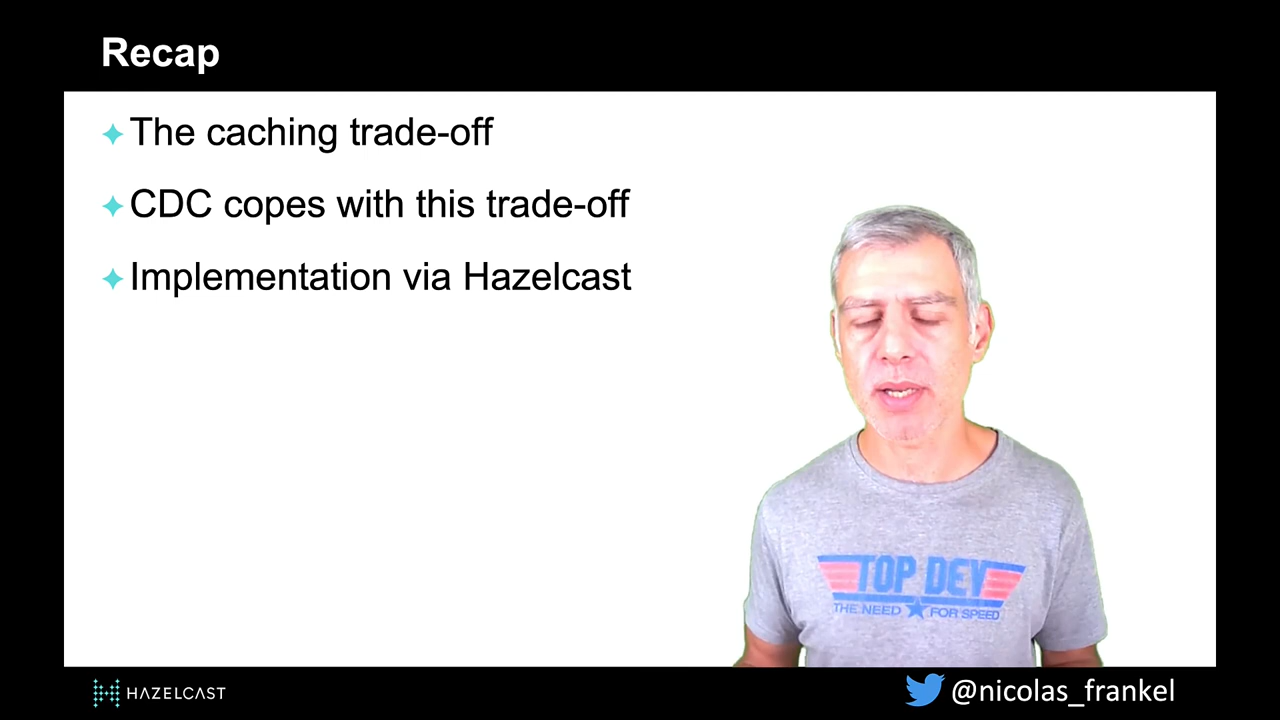 Recap
The caching trade-off
CDC copes with this trade-off
Implementation via Hazelcast
TOP DEV
THE NEED FOR SPEED
HAZELCAST
@nicolas_frankel